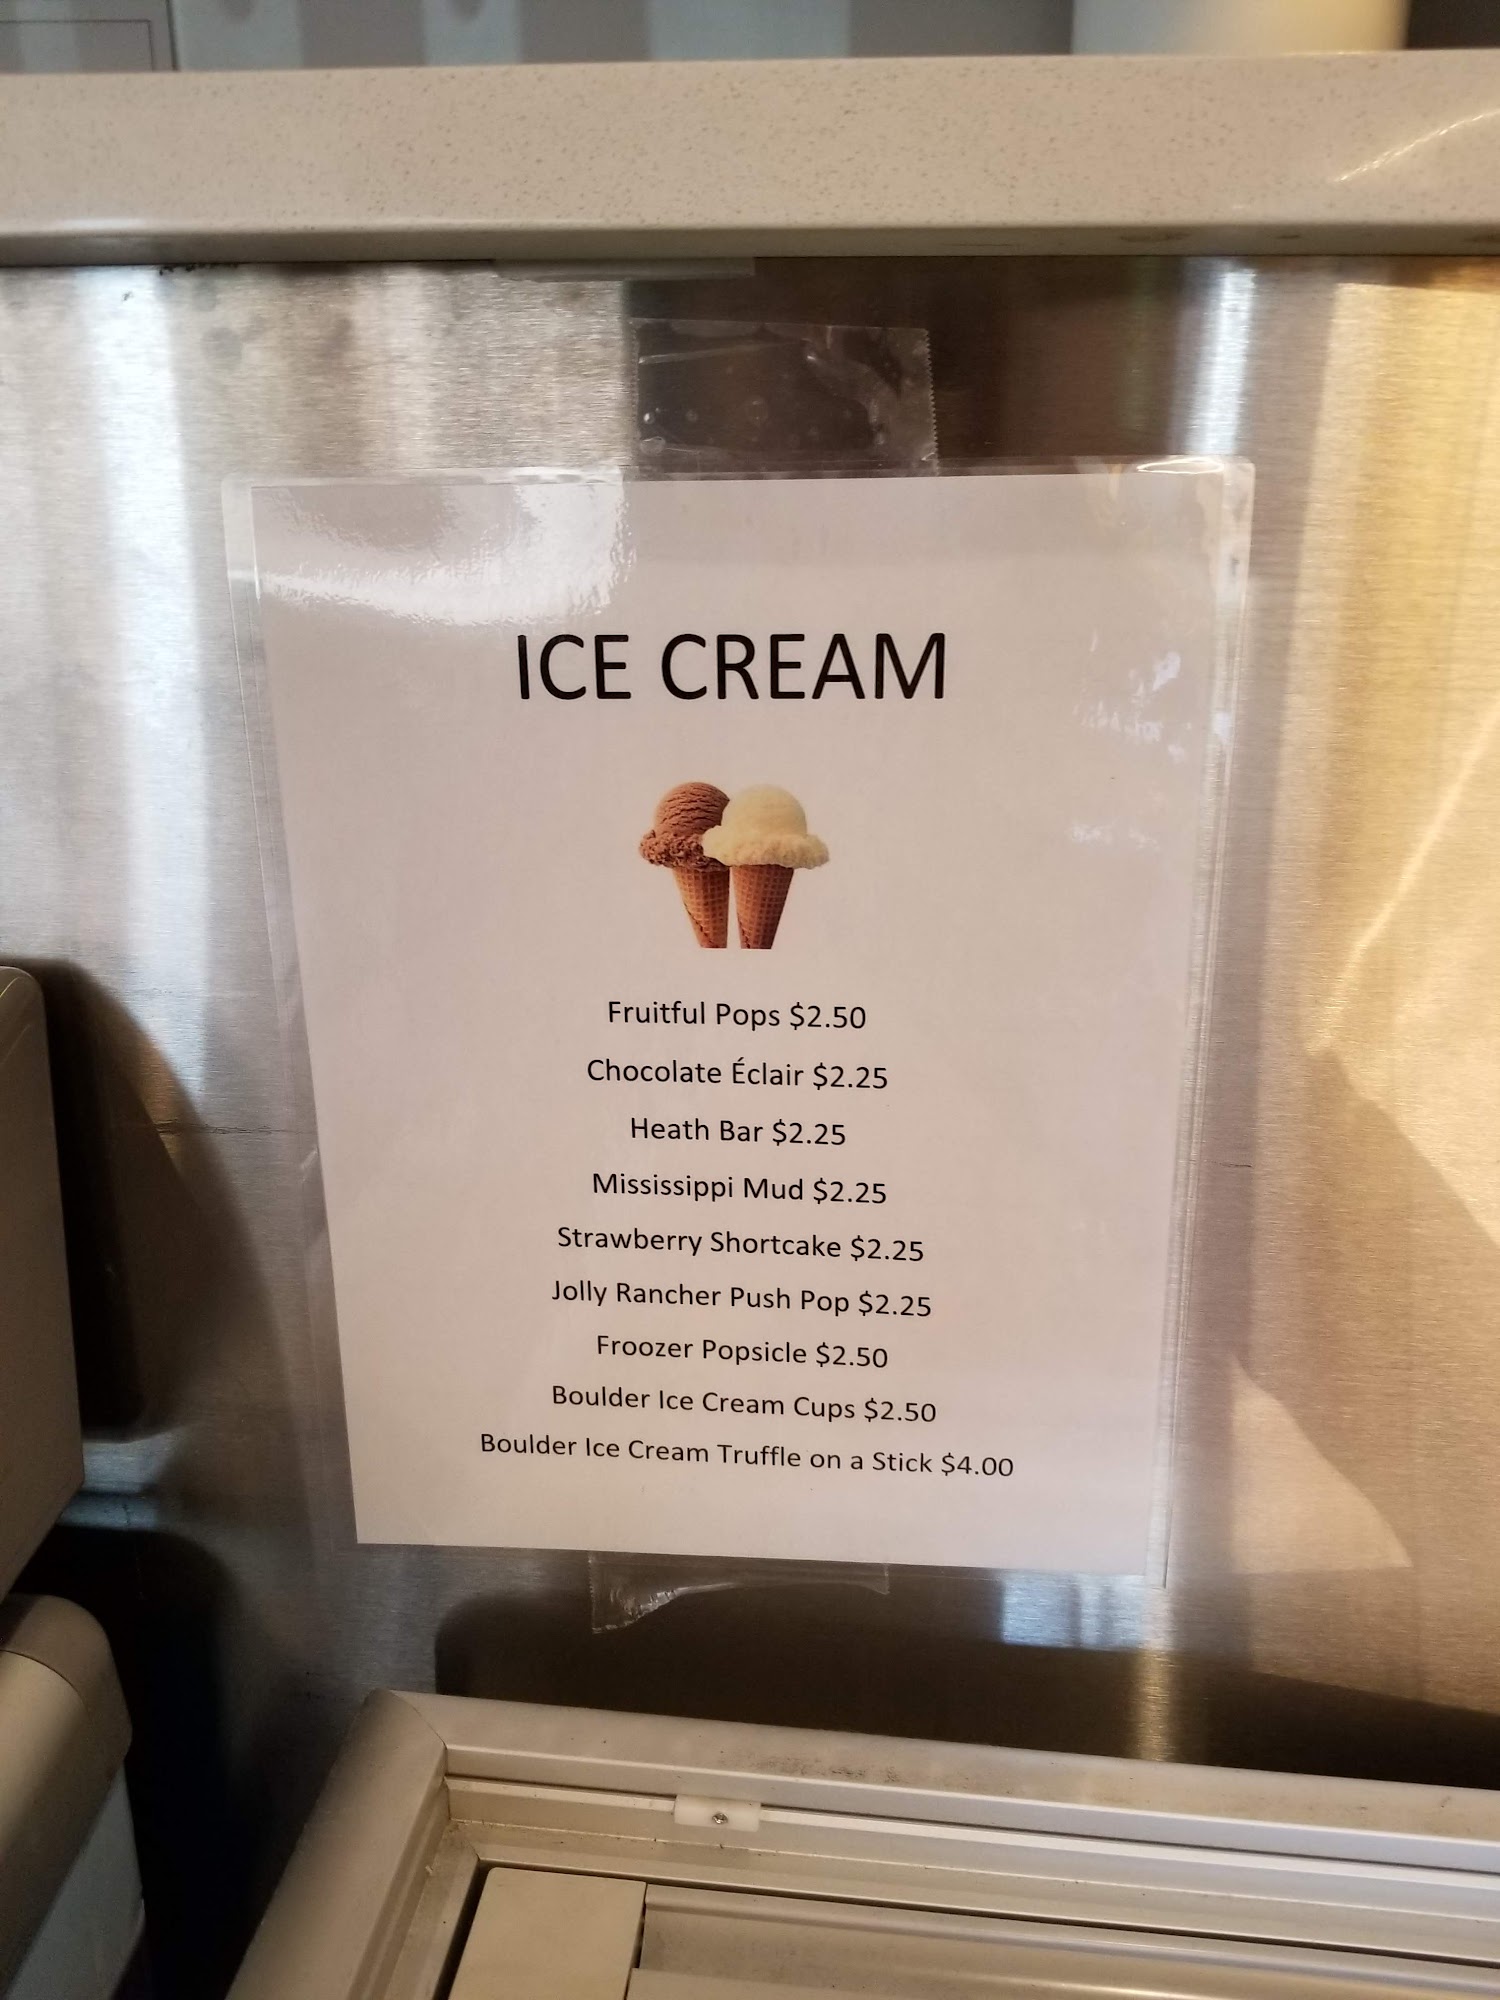 ICE CREAM
Fruitful Pops $2.50
Chocolate Éclair $2.25
Heath Bar $2.25
Mississippi Mud $2.25
Strawberry Shortcake $2.25
Jolly Rancher Push Pop $2.25
Froozer Popsicle $2.50
Boulder Ice Cream Cups $2.50
Boulder Ice Cream Truffle on a Stick $4.00